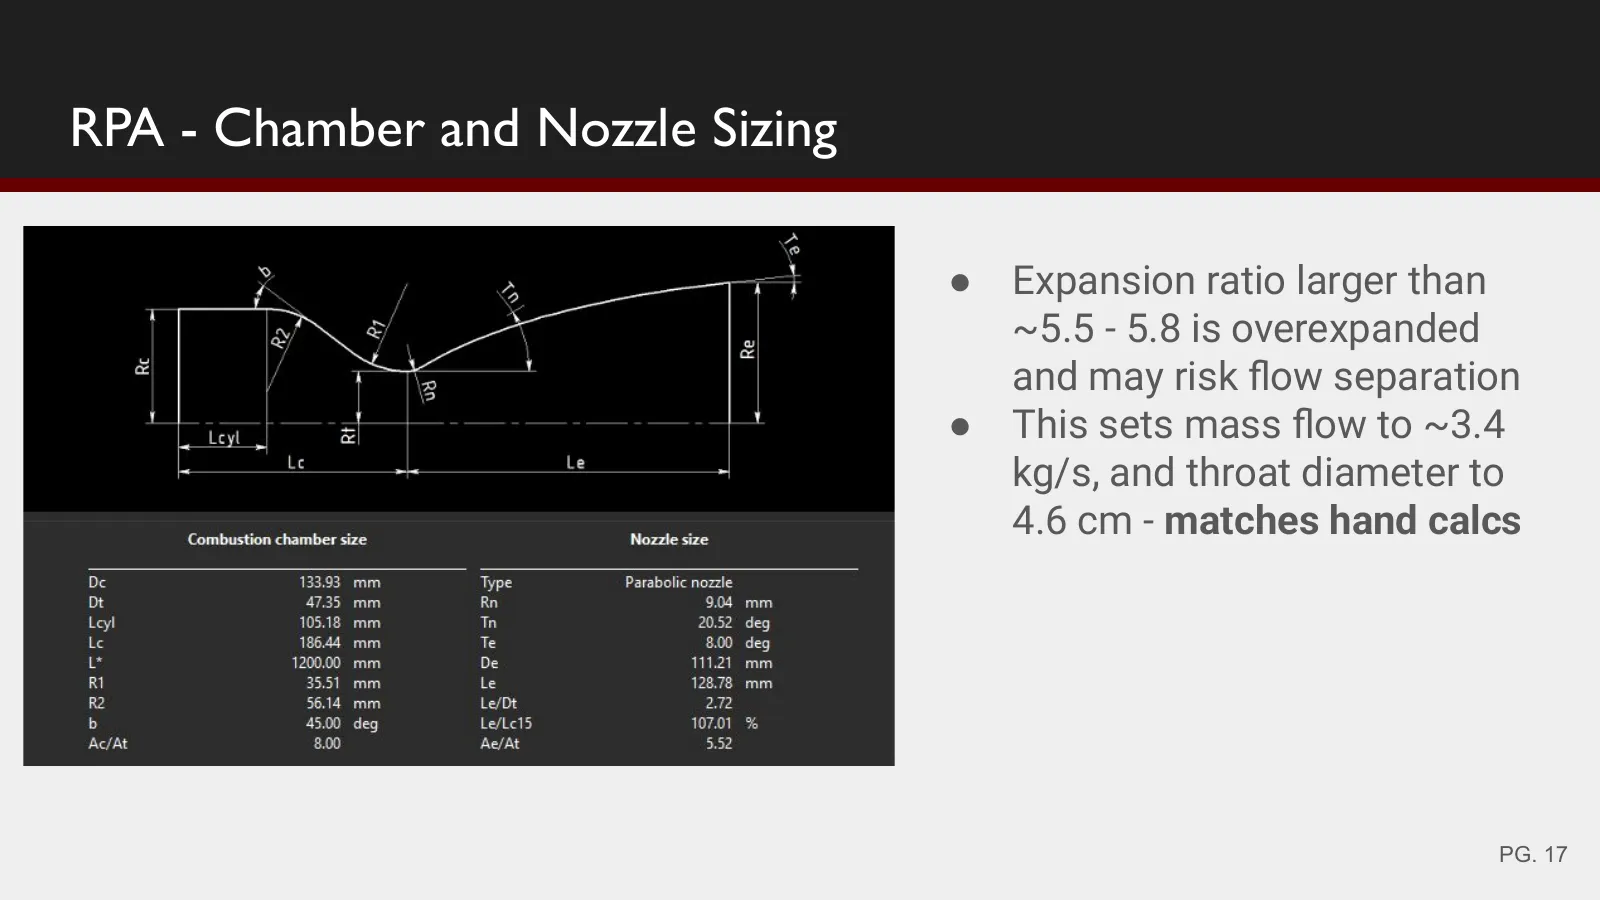 RPA - Chamber and Nozzle Sizing
b
R2
R1
Tn
Te
Rc
Rn
Rt
Re
Lcyl
Lc
Le
Combustion chamber size
Dc 133.93 mm
Dt 47.35 mm
Lcyl 105.18 mm
Lc 186.44 mm
L* 1200.00 mm
R1 35.51 mm
R2 56.14 mm
b 45.00 deg
Ac/At 8.00
Nozzle size
Type Parabolic nozzle
Rn 9.04 mm
Tn 20.52 deg
Te 8.00 deg
De 111.21 mm
Le 128.78 mm
Le/Dt 2.72
Le/Lc15 107.01 %
Ae/At 5.52
● Expansion ratio larger than
~5.5 - 5.8 is overexpanded
and may risk flow separation
● This sets mass flow to ~3.4
kg/s, and throat diameter to
4.6 cm - matches hand calcs
PG. 17